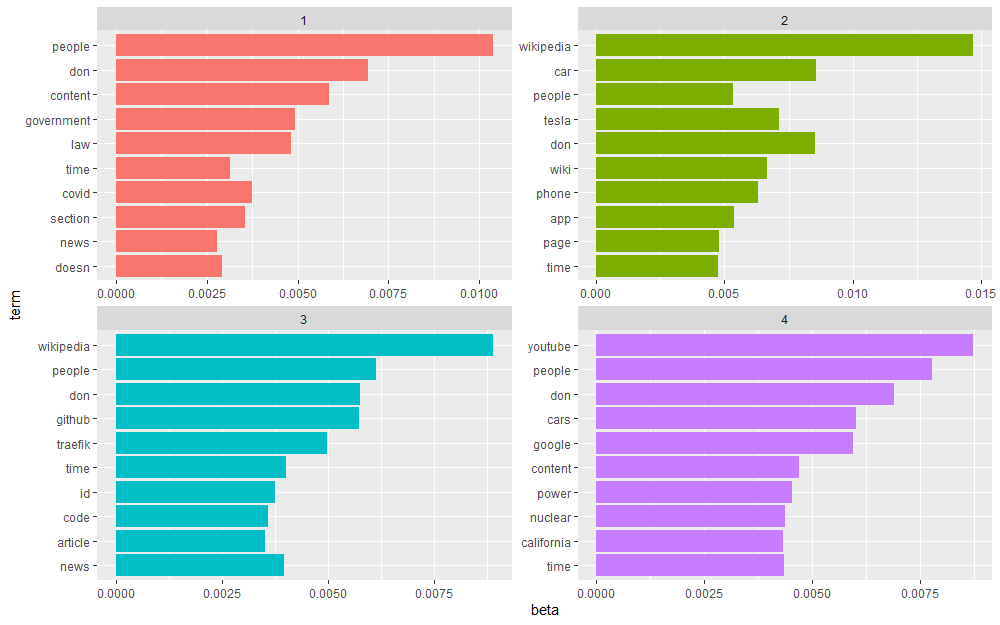 1
people
don
content
government
law
time
covid
section
news
doesn
0.0000 0.0025 0.0050 0.0075 0.0100
2
wikipedia
car
people
tesla
don
wiki
phone
app
page
time
0.000 0.005 0.010 0.015
term
3
wikipedia
people
don
github
traefik
time
id
code
article
news
0.0000 0.0025 0.0050 0.0075
4
youtube
people
don
cars
google
content
power
nuclear
california
time
0.0000 0.0025 0.0050 0.0075
beta